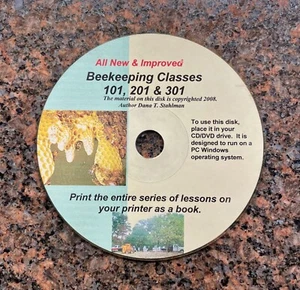 All New & Improved
Beekeeping Classes
101, 201 & 301
The material on this disk is copyrighted 2008.
Author Dana T. Stahlman
To use this disk,
place it in your
CD/DVD drive. It is
designed to run on a
PC Windows
operating system.
Print the entire series of lessons on
your printer as a book.